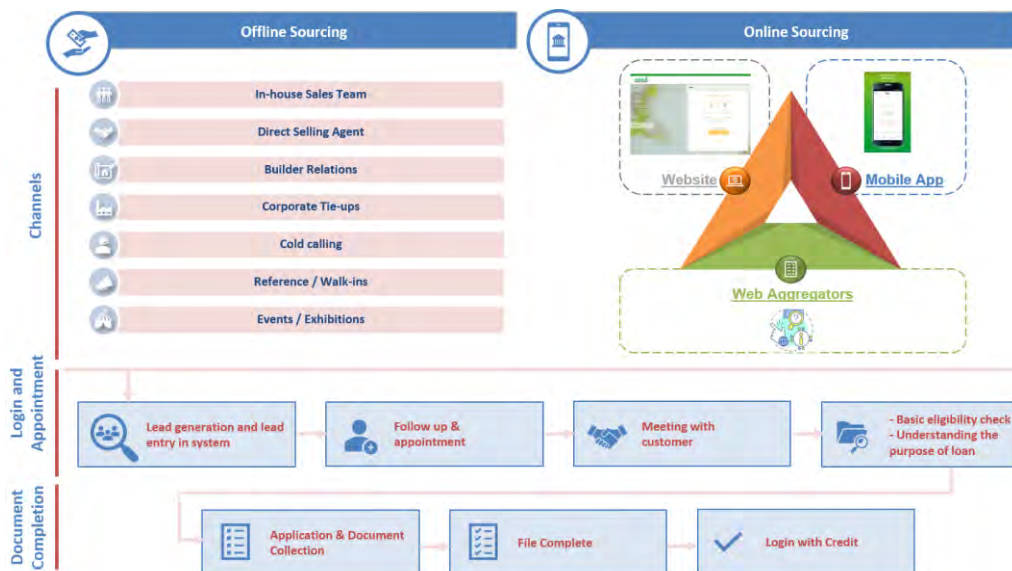 Offline Sourcing
Online Sourcing
Channels
In-house Sales Team
Direct Selling Agent
Builder Relations
Corporate Tie-ups
Cold calling
Reference / Walk-ins
Events / Exhibitions
Website
Mobile App
Web Aggregators
Login and
Appointment
Lead generation and lead
entry in system
Follow up &
appointment
Meeting with
customer
- Basic eligibility check
- Understanding the
purpose of loan
Document
Completion
Application & Document
Collection
File Complete
Login with Credit